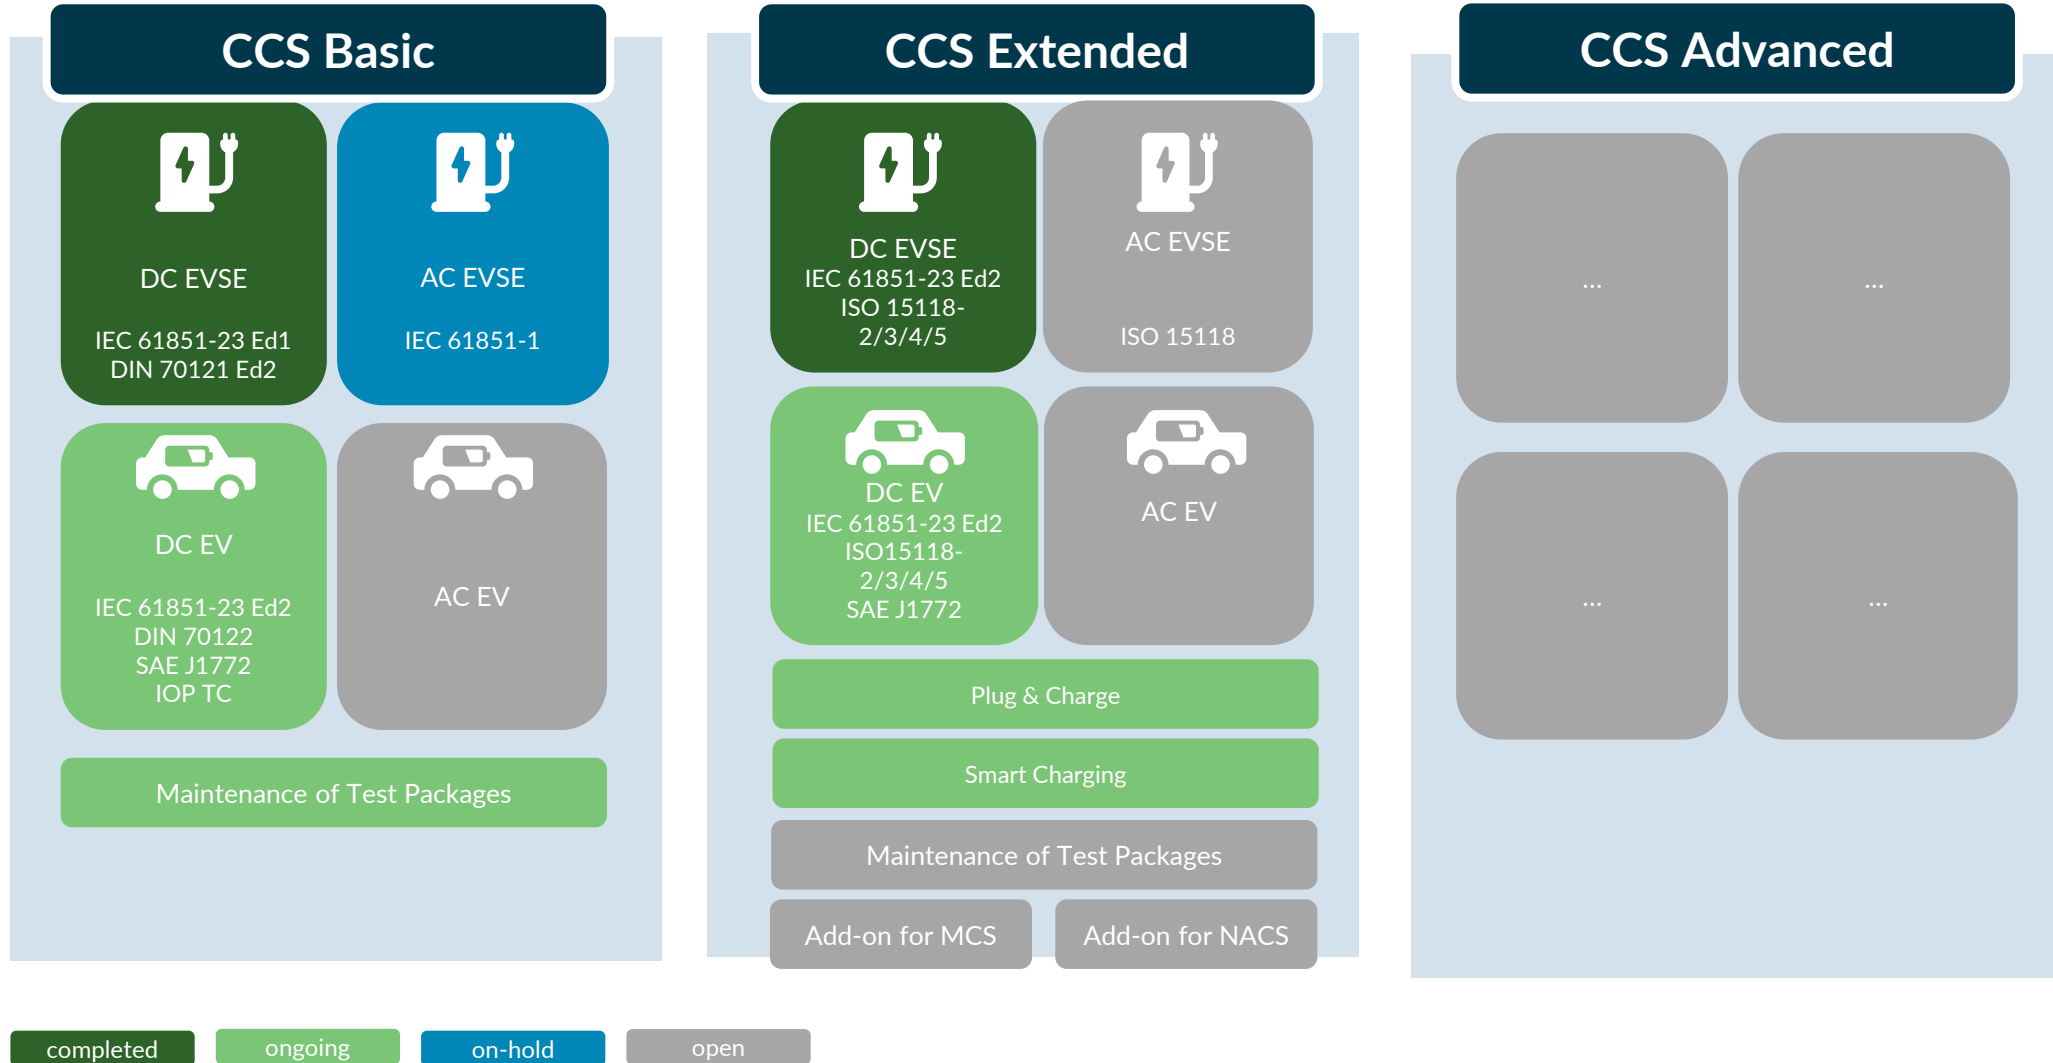 CCS Basic
DC EVSE
IEC 61851-23 Ed1
DIN 70121 Ed2
AC EVSE
IEC 61851-1
DC EV
IEC 61851-23 Ed2
DIN 70122
SAE J1772
IOP TC
AC EV
Maintenance of Test Packages
CCS Extended
DC EVSE
IEC 61851-23 Ed2
ISO 15118-
2/3/4/5
AC EVSE
ISO 15118
DC EV
IEC 61851-23 Ed2
ISO15118-
2/3/4/5
SAE J1772
AC EV
Plug & Charge
Smart Charging
Maintenance of Test Packages
Add-on for MCS
Add-on for NACS
CCS Advanced
...
...
...
...
completed
ongoing
on-hold
open